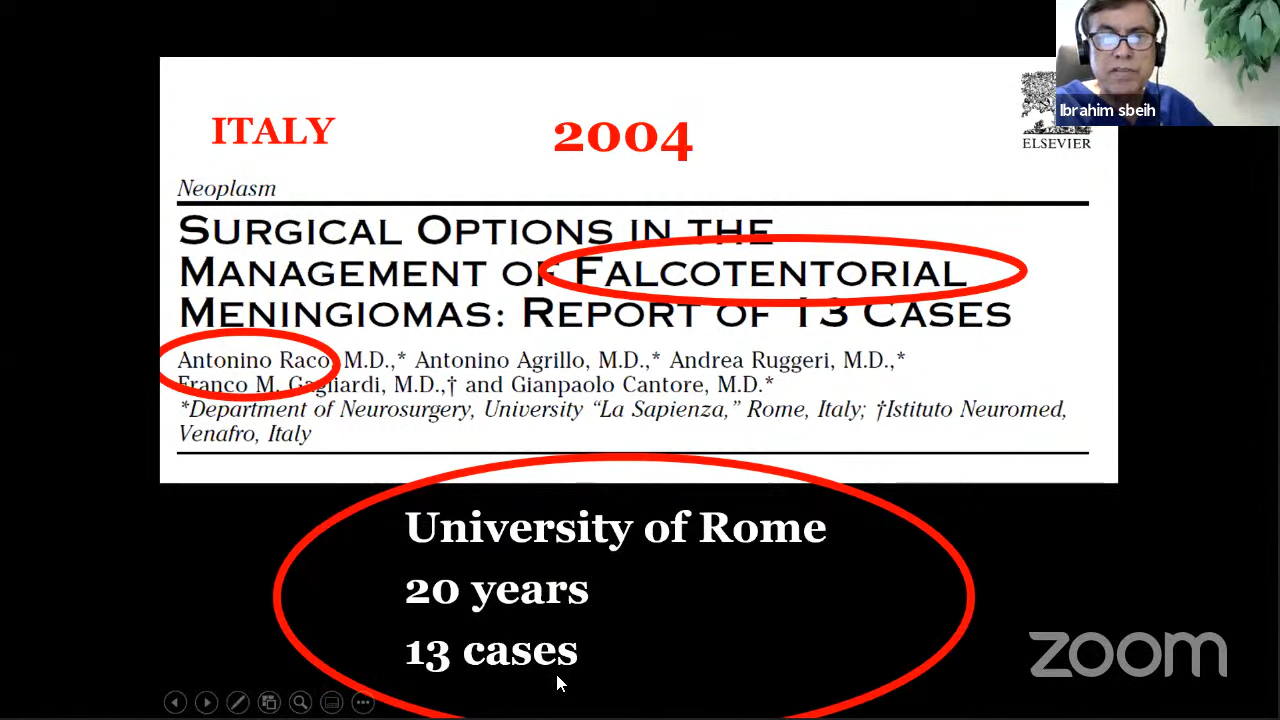 Ibrahim sbeih
ITALY
2004
ELSEVIER
Neoplasm
SURGICAL OPTIONS IN THE
MANAGEMENT OF FALCOTENTORIAL
MENINGIOMAS: REPORT OF 13 CASES
Antonino Raco, M.D.,* Antonino Agrillo, M.D.,* Andrea Ruggeri, M.D.,*
Franco M. Gagliardi, M.D.,† and Gianpaolo Cantore, M.D.*
*Department of Neurosurgery, University “La Sapienza,” Rome, Italy; †Istituto Neuromed,
Venafro, Italy
University of Rome
20 years
13 cases
zoom